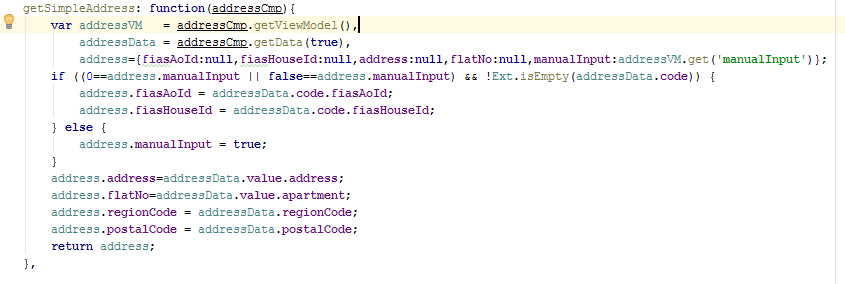 getSimpleAddress: function(addressCmp){
    var addressVM   = addressCmp.getViewModel(),
        addressData = addressCmp.getData(true),
        address={fiasAoId:null,fiasHouseId:null,address:null,flatNo:null,manualInput:addressVM.get('manualInput')};
    if ((0==address.manualInput || false==address.manualInput) && !Ext.isEmpty(addressData.code)) {
        address.fiasAoId = addressData.code.fiasAoId;
        address.fiasHouseId = addressData.code.fiasHouseId;
    } else {
        address.manualInput = true;
    }
    address.address=addressData.value.address;
    address.flatNo=addressData.value.apartment;
    address.regionCode = addressData.regionCode;
    address.postalCode = addressData.postalCode;
    return address;
},